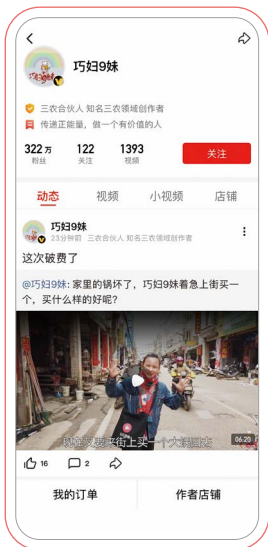 巧妇9妹
三农合伙人 知名三农领域创作者
传递正能量，做一个有价值的人
322万 122 1393
粉丝 关注 视频
关注
动态 视频 小视频 店铺
巧妇9妹
23分钟前 三农合伙人 知名三农领域创作者
这次破费了
@巧妇9妹: 家里的锅坏了，巧妇9妹着急上街买一
个，买什么样的好呢？
06:20
16 2
我的订单 作者店铺